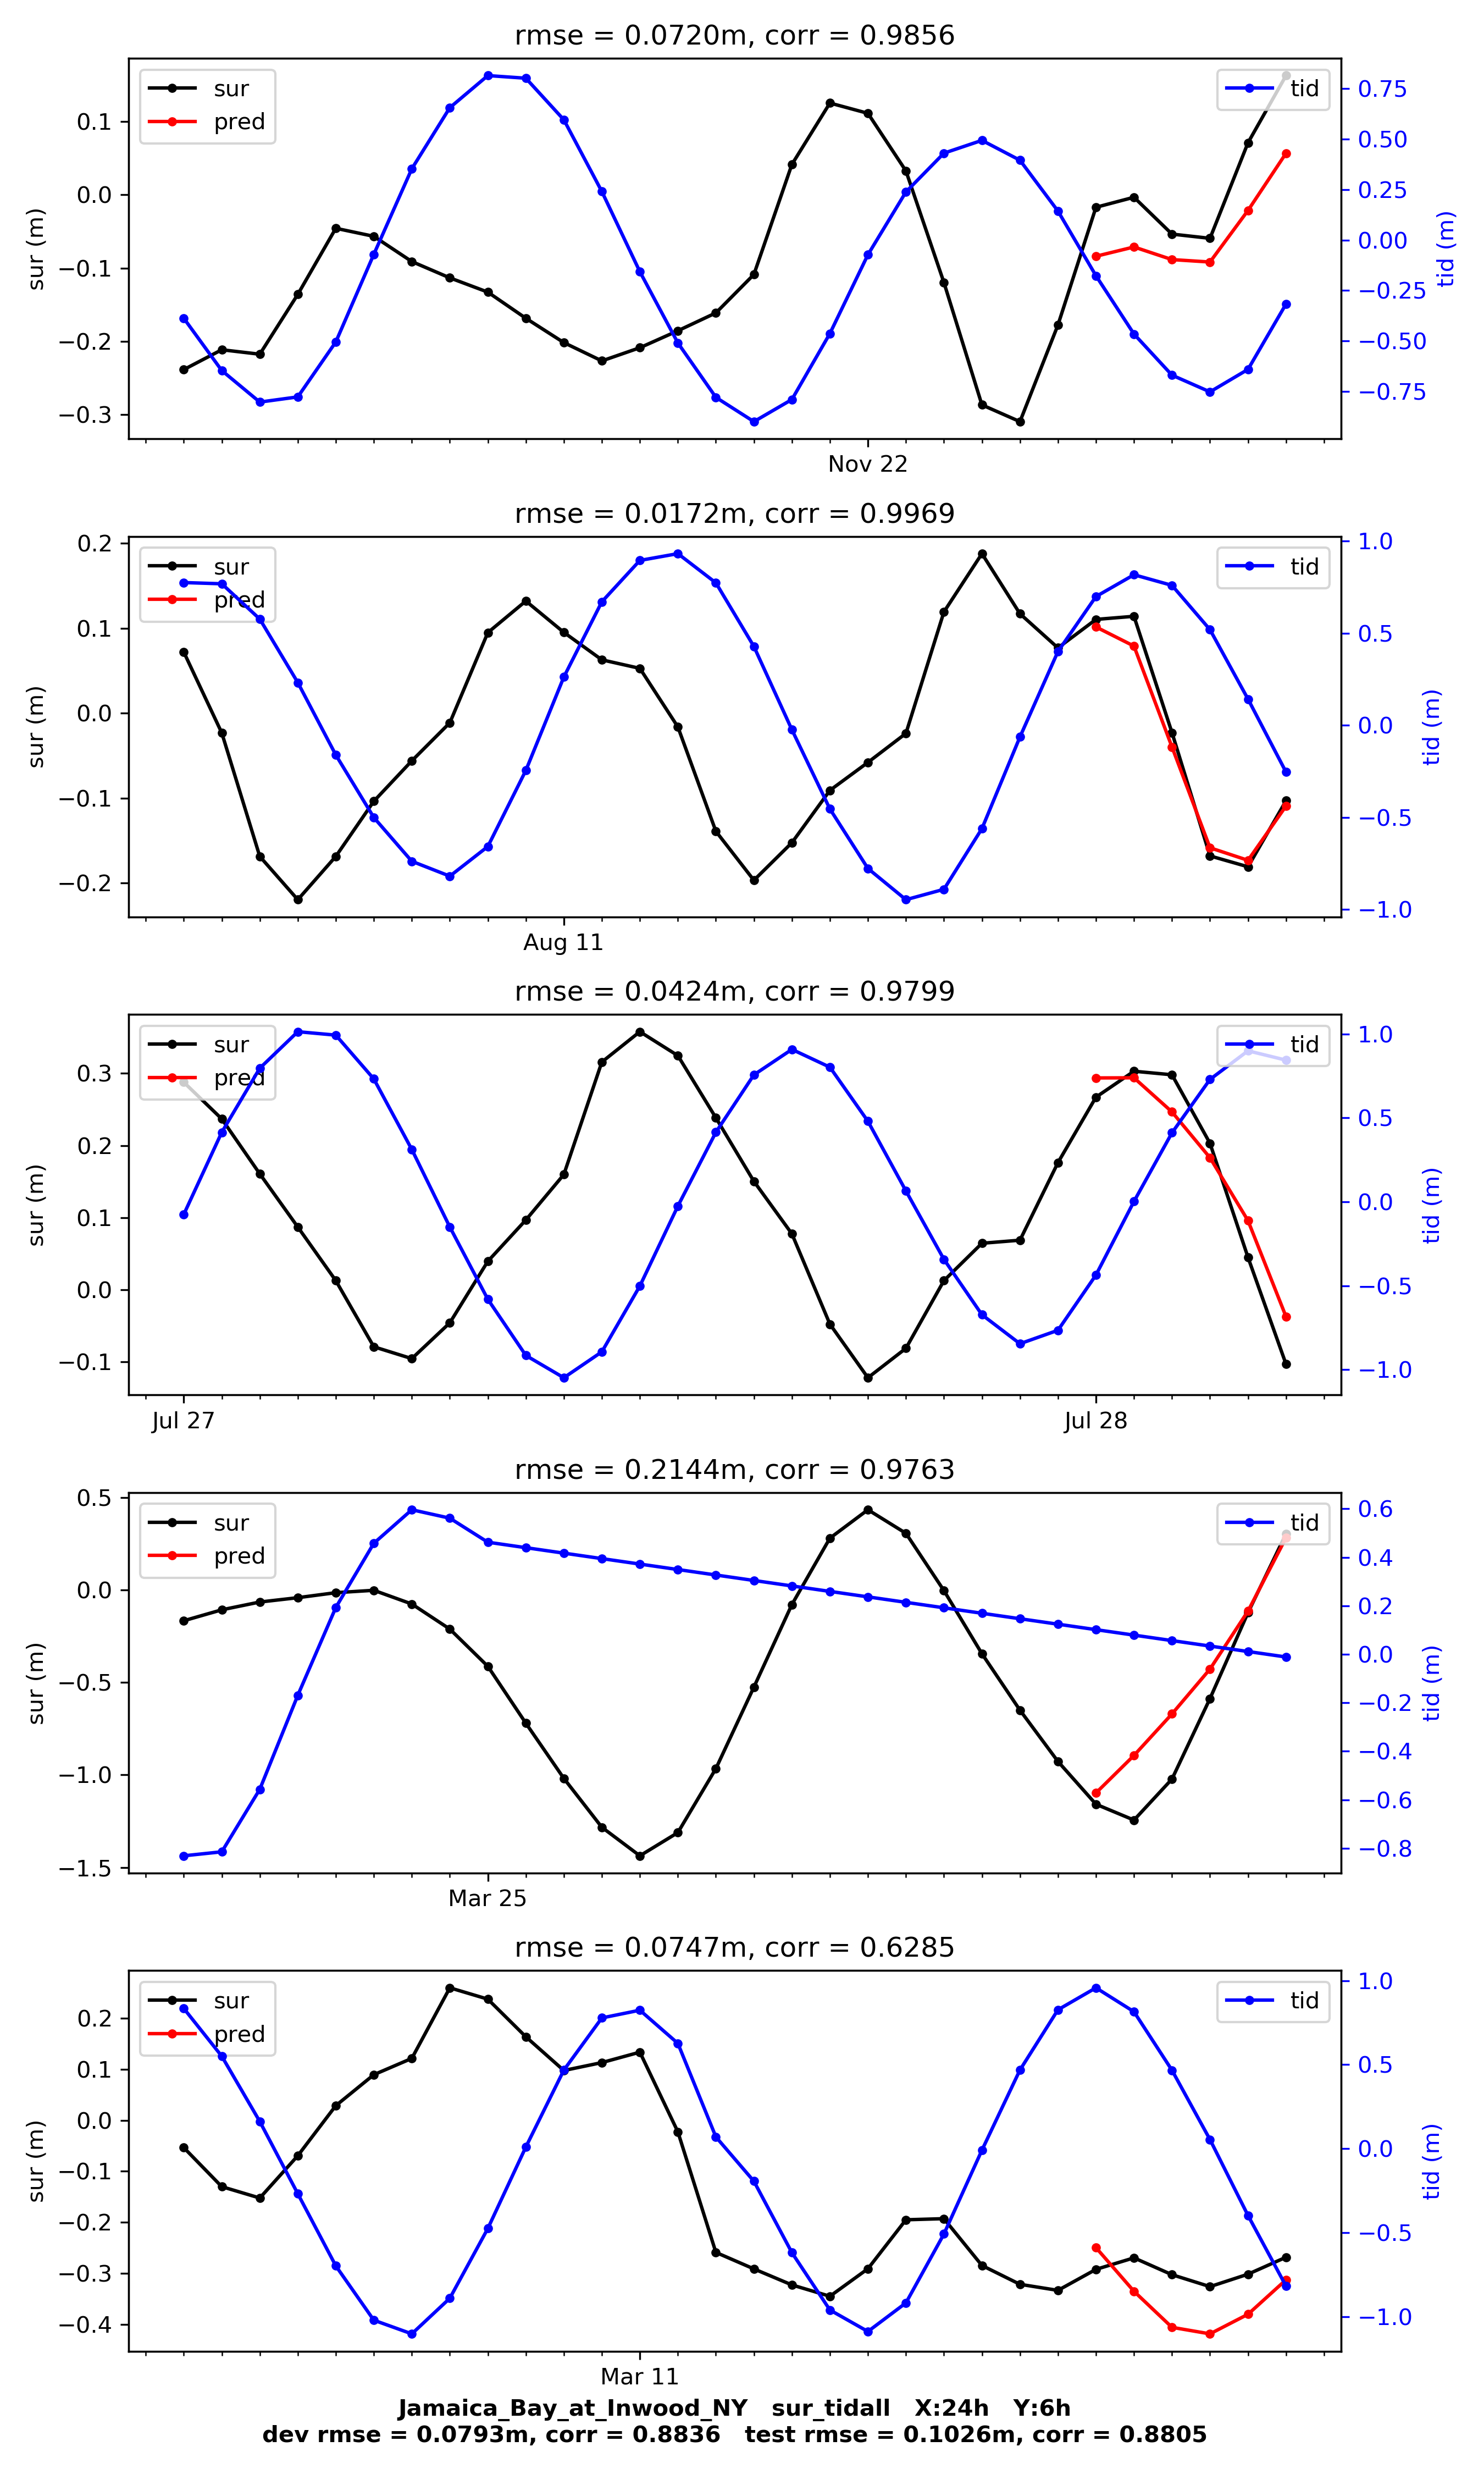 rmse = 0.0720m, corr = 0.9856
sur
pred
tid
0.1
0.0
−0.1
−0.2
−0.3
sur (m)
0.75
0.50
0.25
0.00
−0.25
−0.50
−0.75
tid (m)
Nov 22
rmse = 0.0172m, corr = 0.9969
sur
pred
tid
0.2
0.1
0.0
−0.1
−0.2
sur (m)
1.0
0.5
0.0
−0.5
−1.0
tid (m)
Aug 11
rmse = 0.0424m, corr = 0.9799
sur
pred
tid
0.3
0.2
0.1
0.0
−0.1
sur (m)
1.0
0.5
0.0
−0.5
−1.0
tid (m)
Jul 27
Jul 28
rmse = 0.2144m, corr = 0.9763
sur
pred
tid
0.5
0.0
−0.5
−1.0
−1.5
sur (m)
0.6
0.4
0.2
0.0
−0.2
−0.4
−0.6
−0.8
tid (m)
Mar 25
rmse = 0.0747m, corr = 0.6285
sur
pred
tid
0.2
0.1
0.0
−0.1
−0.2
−0.3
−0.4
sur (m)
1.0
0.5
0.0
−0.5
−1.0
tid (m)
Mar 11
Jamaica_Bay_at_Inwood_NY sur_tidall X:24h Y:6h
dev rmse = 0.0793m, corr = 0.8836 test rmse = 0.1026m, corr = 0.8805